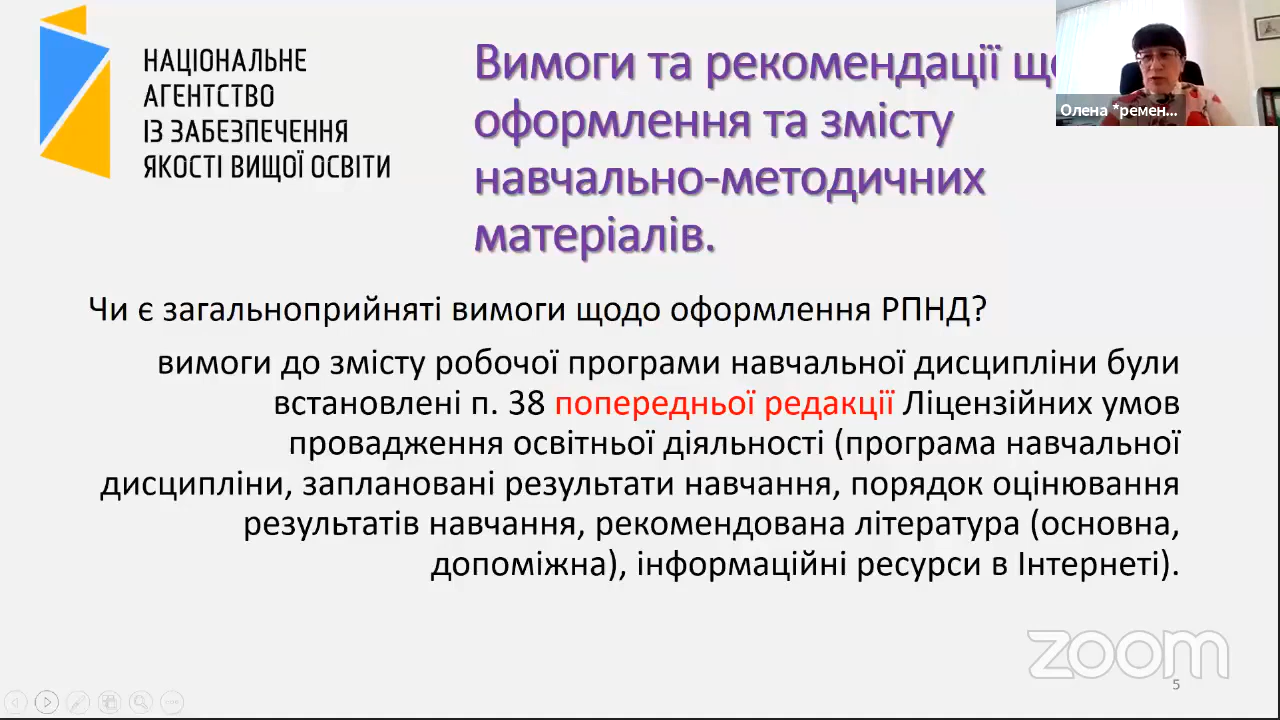 НАЦІОНАЛЬНЕ
АГЕНТСТВО
ІЗ ЗАБЕЗПЕЧЕННЯ
ЯКОСТІ ВИЩОЇ ОСВІТИ
Вимоги та рекомендації що
оформлення та змісту
навчально-методичних
матеріалів.
Олена *ремен...
Чи є загальноприйняті вимоги щодо оформлення РПНД?
вимоги до змісту робочої програми навчальної дисципліни були
встановлені п. 38 попередньої редакції Ліцензійних умов
провадження освітньої діяльності (програма навчальної
дисципліни, заплановані результати навчання, порядок оцінювання
результатів навчання, рекомендована література (основна,
допоміжна), інформаційні ресурси в Інтернеті).
zoom
5